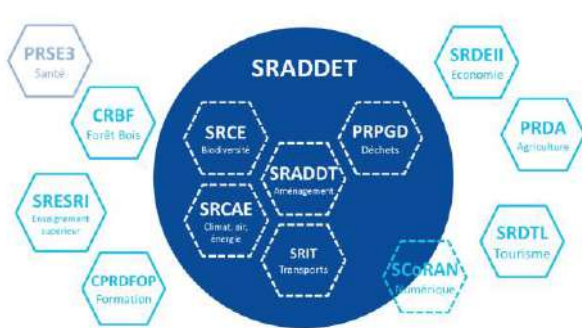 PRSE3
Santé
CRBF
Forêt Bois
SRESRI
Enseignement
supérieur
CPRDFOP
Formation
SRADDET
SRCE
Biodiversité
PRPGD
Déchets
SRADDT
Aménagement
SRCAE
Climat, air,
énergie
SRIT
Transports
SRDEII
Economie
PRDA
Agriculture
SRDTL
Tourisme
SCoRAN
Numérique